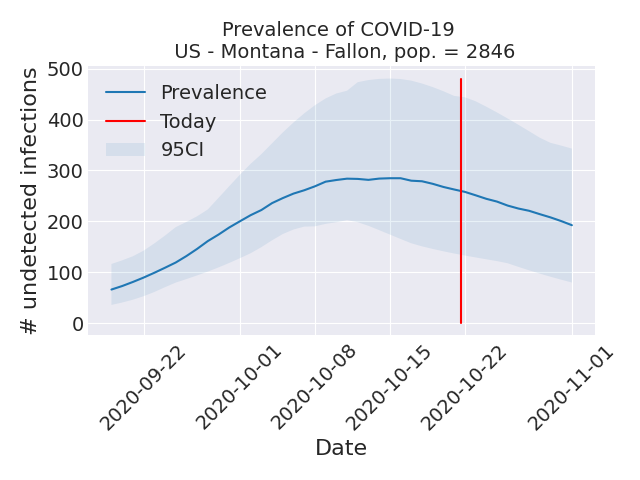 Prevalence of COVID-19
US - Montana - Fallon, pop. = 2846
# undetected infections
500
400
300
200
100
0
Prevalence
Today
95CI
2020-09-22
2020-10-01
2020-10-08
2020-10-15
2020-10-22
2020-11-01
Date